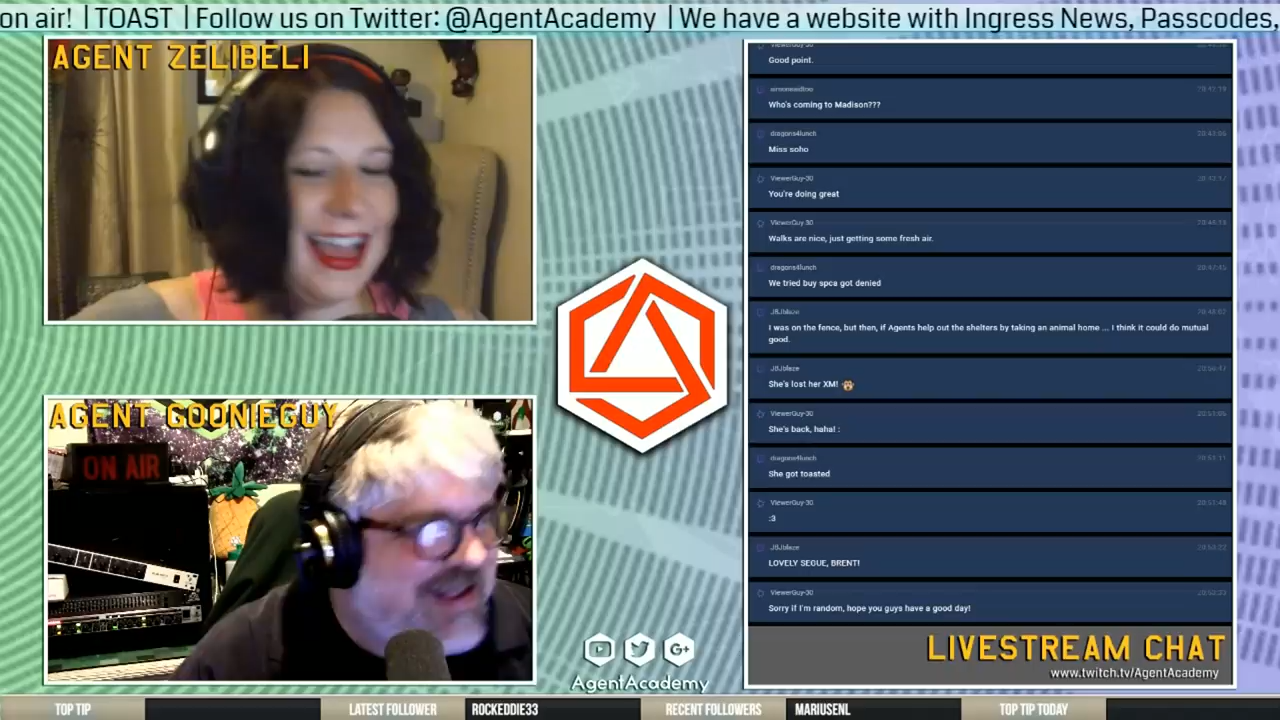 on air! | TOAST | Follow us on Twitter: @AgentAcademy | We have a website with Ingress News, Passcodes,
AGENT ZELIBELI
AGENT GOONIEGUY
ON AIR
Good point.
Who's coming to Madison???
dragons4lunch
Miss soho
ViewerGuy-30
You're doing great
ViewerGuy-30
Walks are nice, just getting some fresh air.
dragons4lunch
We tried buy spca got denied
J8Jblaze
I was on the fence, but then, if Agents help out the shelters by taking an animal home ... I think it could do mutual
good.
J8Jblaze
She's lost her XM!
ViewerGuy-30
She's back, haha! :
dragons4lunch
She got toasted
ViewerGuy-30
:3
J8Jblaze
LOVELY SEGUE, BRENT!
ViewerGuy-30
Sorry if I'm random, hope you guys have a good day!
LIVESTREAM CHAT
www.twitch.tv/AgentAcademy
G+
AgentAcademy
TOP TIP
LATEST FOLLOWER ROCKEDDIE33
RECENT FOLLOWERS MARIUSENL
TOP TIP TODAY